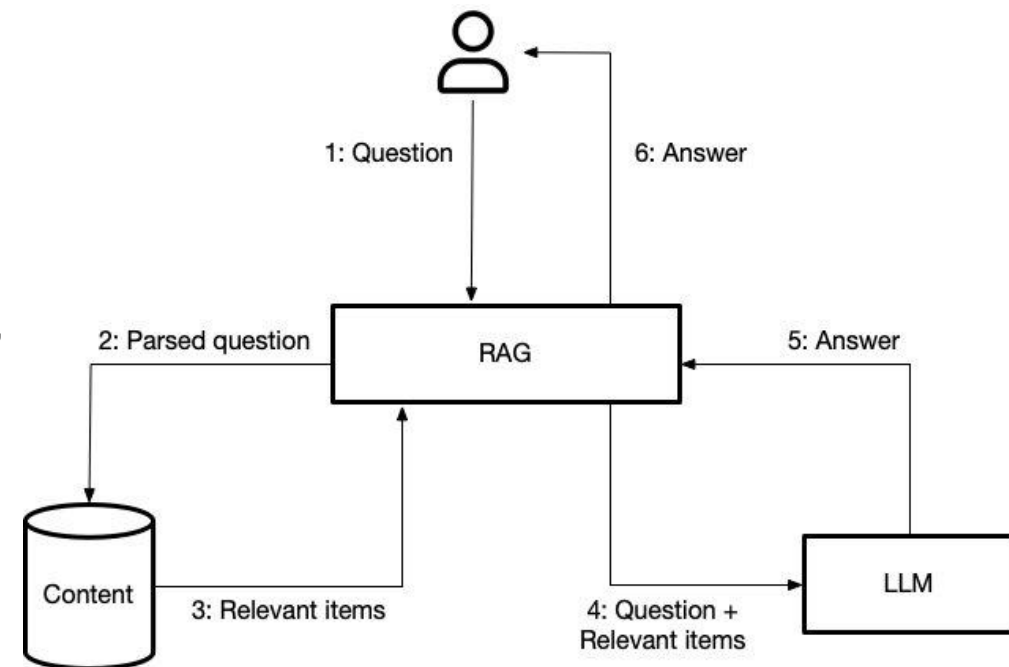 1: Question
6: Answer
2: Parsed question
RAG
5: Answer
Content
3: Relevant items
4: Question +
Relevant items
LLM